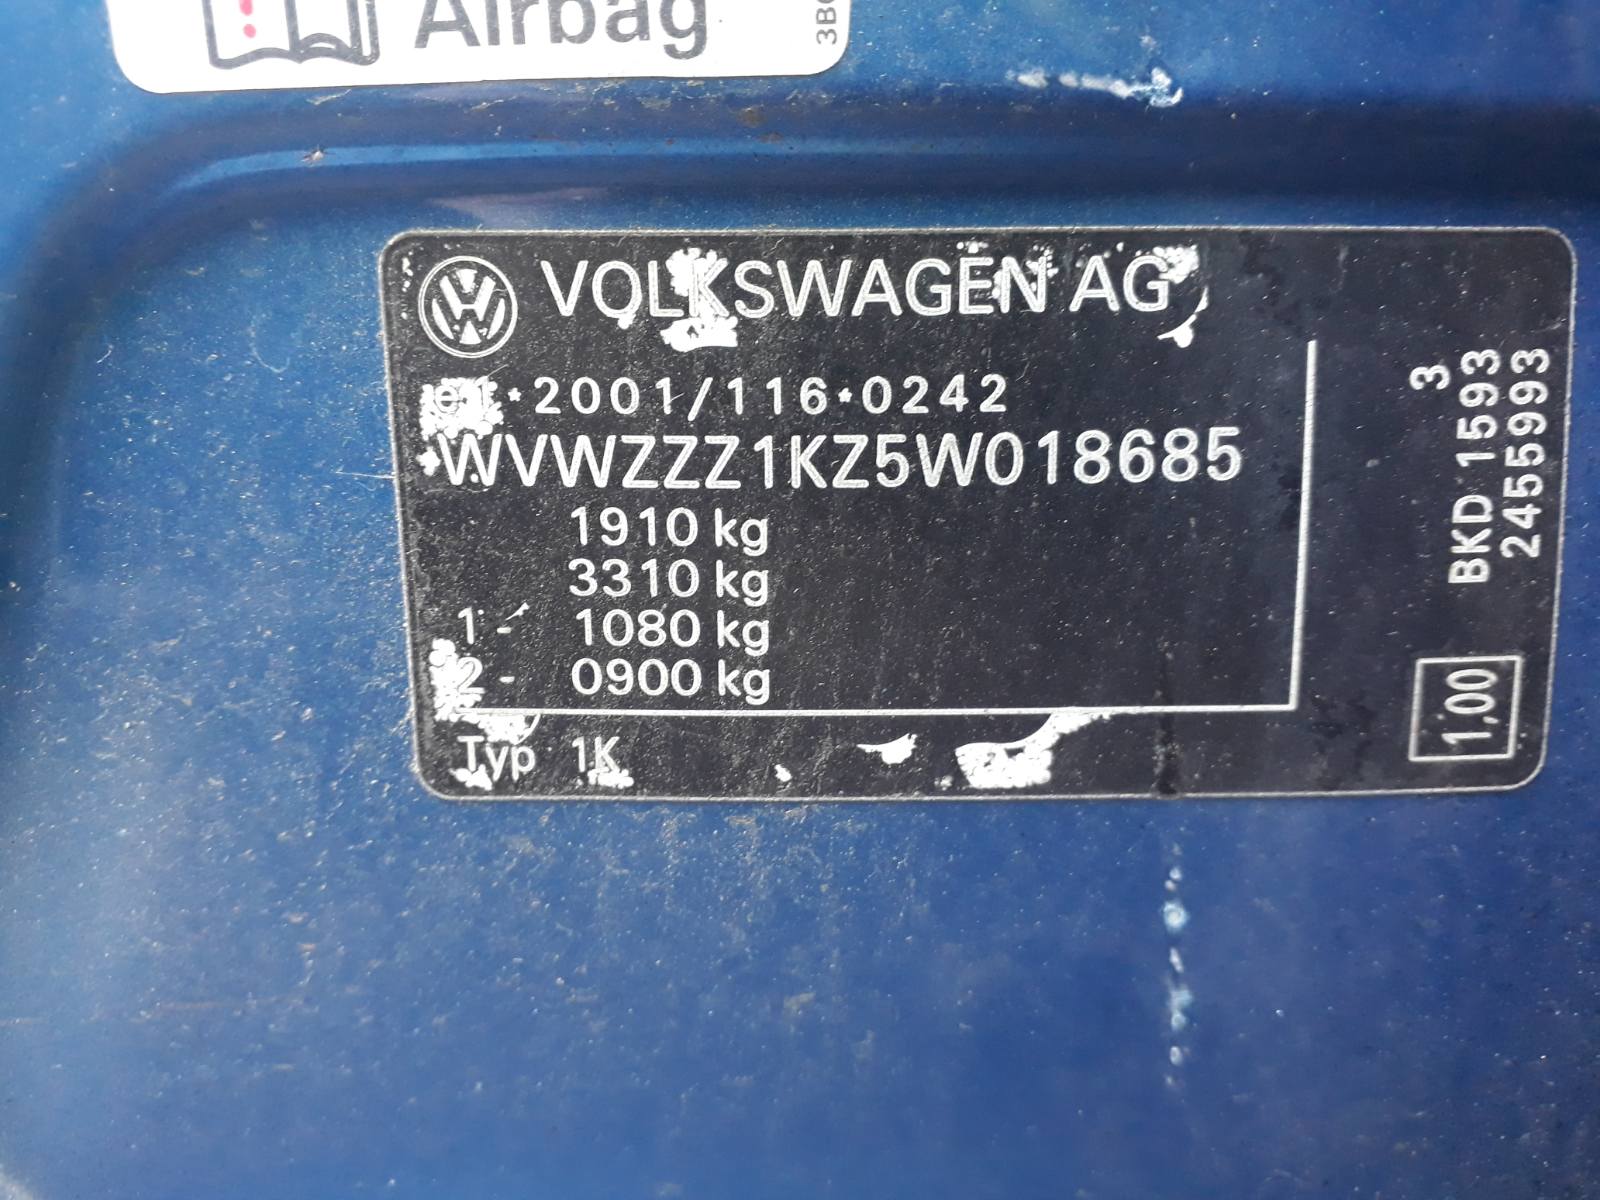 Airbag
VOLKSWAGEN AG
e1*2001/116*0242
WVWZZZ1KZ5W018685
1910 kg
3310 kg
1 - 1080 kg
2 - 0900 kg
Typ 1K
3
BKD 1593
2455993
1,00